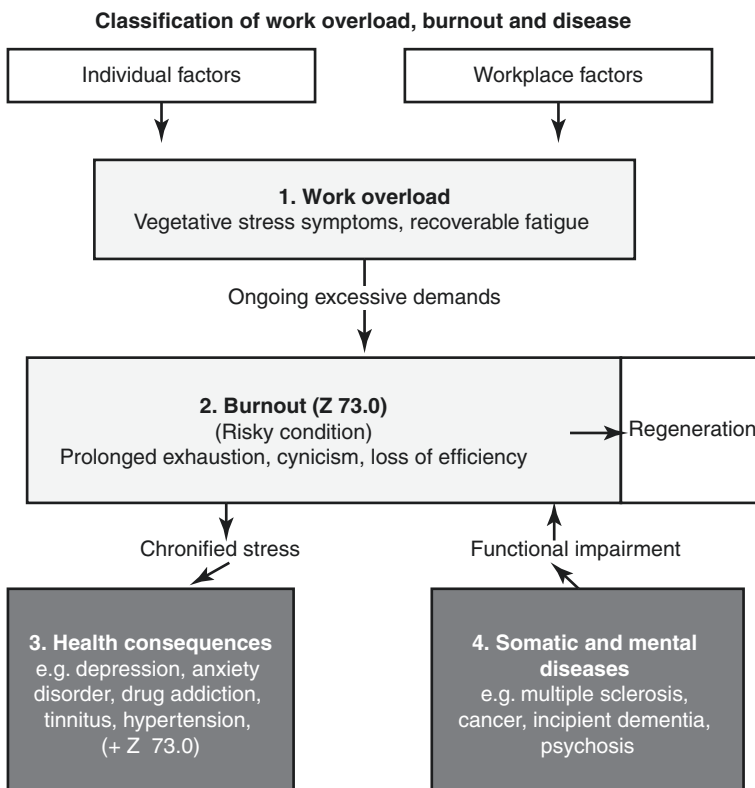 Classification of work overload, burnout and disease
Individual factors
Workplace factors
1. Work overload
Vegetative stress symptoms, recoverable fatigue
Ongoing excessive demands
2. Burnout (Z 73.0)
(Risky condition)
Prolonged exhaustion, cynicism, loss of efficiency
Regeneration
Chronified stress
Functional impairment
3. Health consequences
e.g. depression, anxiety
disorder, drug addiction,
tinnitus, hypertension,
(+ Z 73.0)
4. Somatic and mental
diseases
e.g. multiple sclerosis,
cancer, incipient dementia,
psychosis